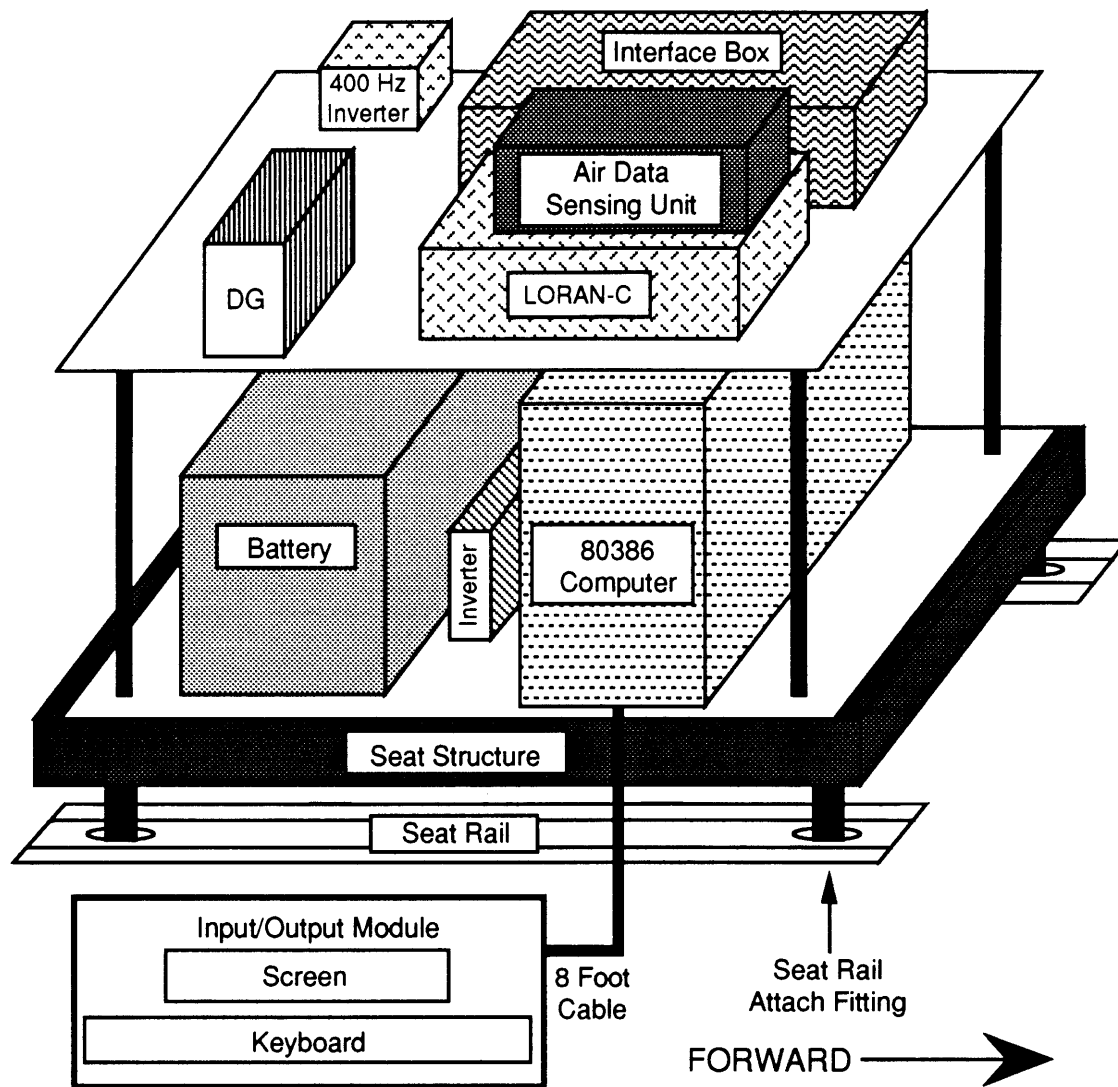 Interface Box
400 Hz
Inverter
Air Data
Sensing Unit
DG
LORAN-C
Battery
Inverter
80386
Computer
Seat Structure
Seat Rail
Input/Output Module
Screen
Keyboard
8 Foot
Cable
Seat Rail
Attach Fitting
FORWARD